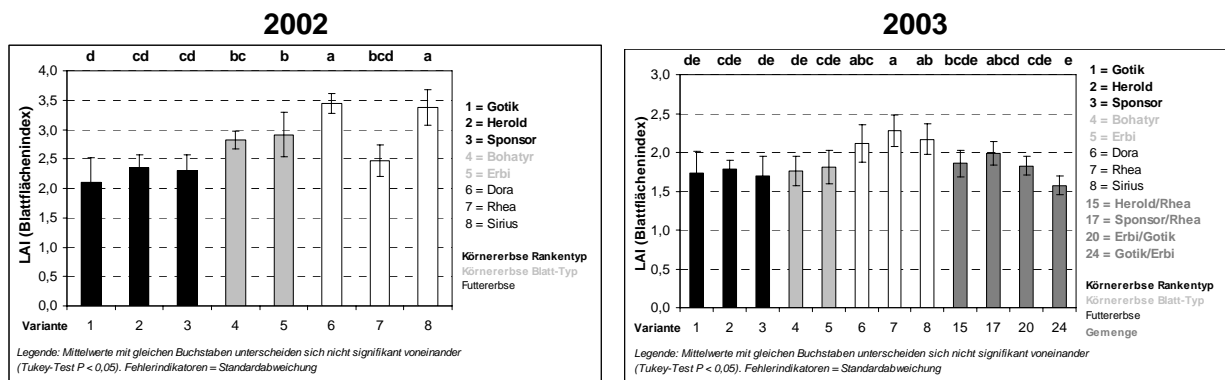 2002
d cd cd bc b a bcd a
LAI (Blattflächenindex)
4,0
3,5
3,0
2,5
2,0
1,5
1,0
0,5
0,0
Variante 1 2 3 4 5 6 7 8
1 = Gotik
2 = Herold
3 = Sponsor
4 = Bohatyr
5 = Erbi
6 = Dora
7 = Rhea
8 = Sirius
Körnererbse Rankentyp
Körnererbse Blatt-Typ
Futtererbse
Legende: Mittelwerte mit gleichen Buchstaben unterscheiden sich nicht signifikant voneinander
(Tukey-Test P < 0,05). Fehlerindikatoren = Standardabweichung
2003
de cde de de cde abc a ab bcde abcd cde e
LAI (Blattflächenindex)
3,0
2,5
2,0
1,5
1,0
0,5
0,0
Variante 1 2 3 4 5 6 7 8 15 17 20 24
1 = Gotik
2 = Herold
3 = Sponsor
4 = Bohatyr
5 = Erbi
6 = Dora
7 = Rhea
8 = Sirius
15 = Herold/Rhea
17 = Sponsor/Rhea
20 = Erbi/Gotik
24 = Gotik/Erbi
Körnererbse Rankentyp
Körnererbse Blatt-Typ
Futtererbse
Gemenge
Legende: Mittelwerte mit gleichen Buchstaben unterscheiden sich nicht signifikant voneinander
(Tukey-Test P < 0,05). Fehlerindikatoren = Standardabweichung